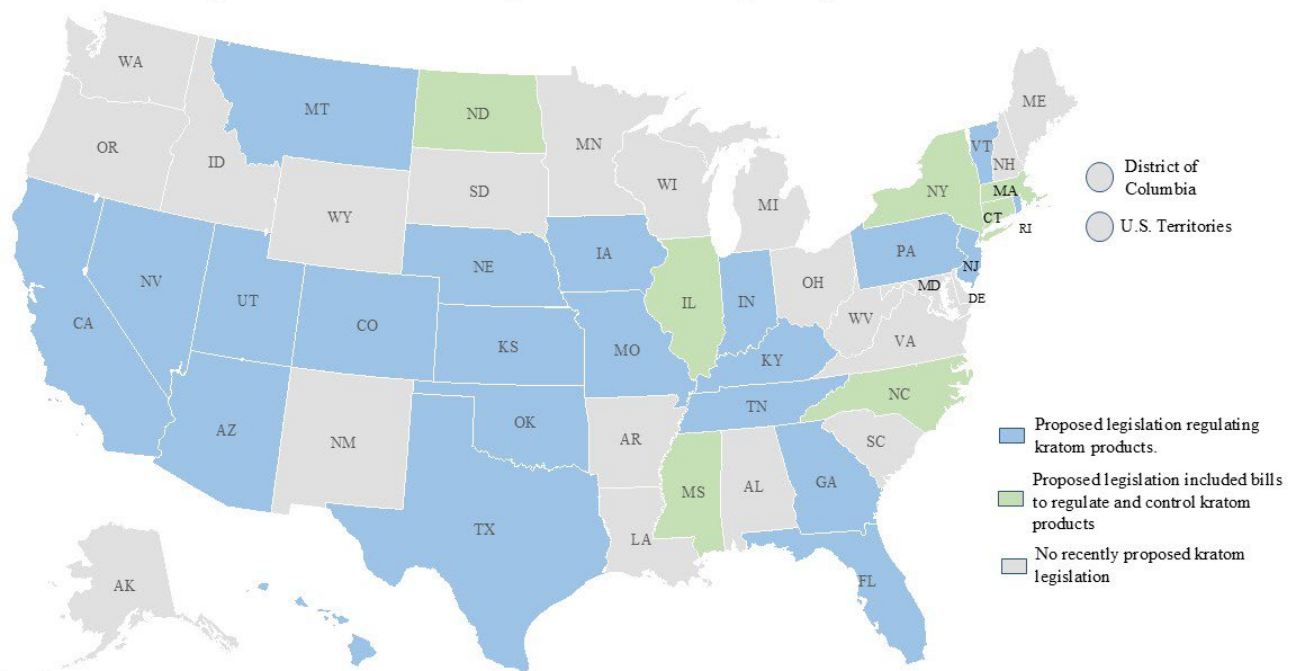 WA
MT
ND
MN
ME
OR
ID
SD
WI
MI
VT
NH
NY
MA
CT
RI
WY
IA
NE
PA
NJ
NV
UT
CO
IL
IN
OH
MD
DE
CA
KS
MO
WV
VA
KY
AZ
NM
OK
AR
TN
NC
SC
MS
AL
GA
TX
LA
FL
AK
District of
Columbia
U.S. Territories
Proposed legislation regulating
kratom products.
Proposed legislation included bills
to regulate and control kratom
products
No recently proposed kratom
legislation